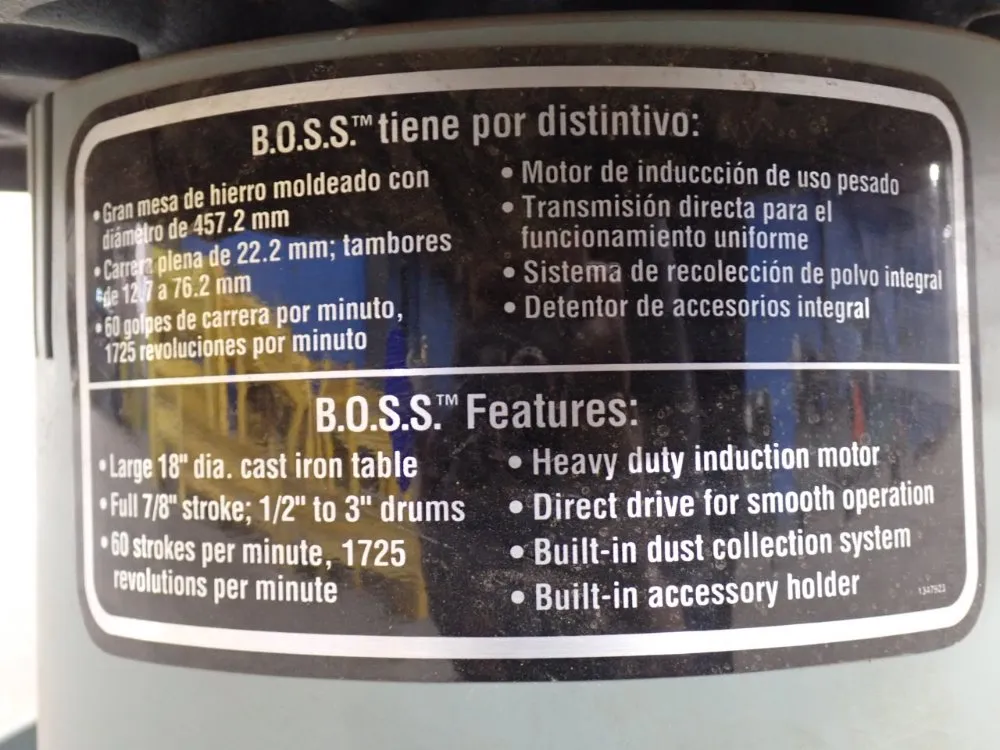 B.O.S.S.™ tiene por distintivo:
• Gran mesa de hierro moldeado con
diámetro de 457.2 mm
• Carrera plena de 22.2 mm; tambores
de 12.7 a 76.2 mm
• 60 golpes de carrera por minuto,
1725 revoluciones por minuto
• Motor de induccción de uso pesado
• Transmisión directa para el
funcionamiento uniforme
• Sistema de recolección de polvo integral
• Detentor de accesorios integral
B.O.S.S.™ Features:
• Large 18" dia. cast iron table
• Full 7/8" stroke; 1/2" to 3" drums
• 60 strokes per minute, 1725
revolutions per minute
• Heavy duty induction motor
• Direct drive for smooth operation
• Built-in dust collection system
• Built-in accessory holder
1347923